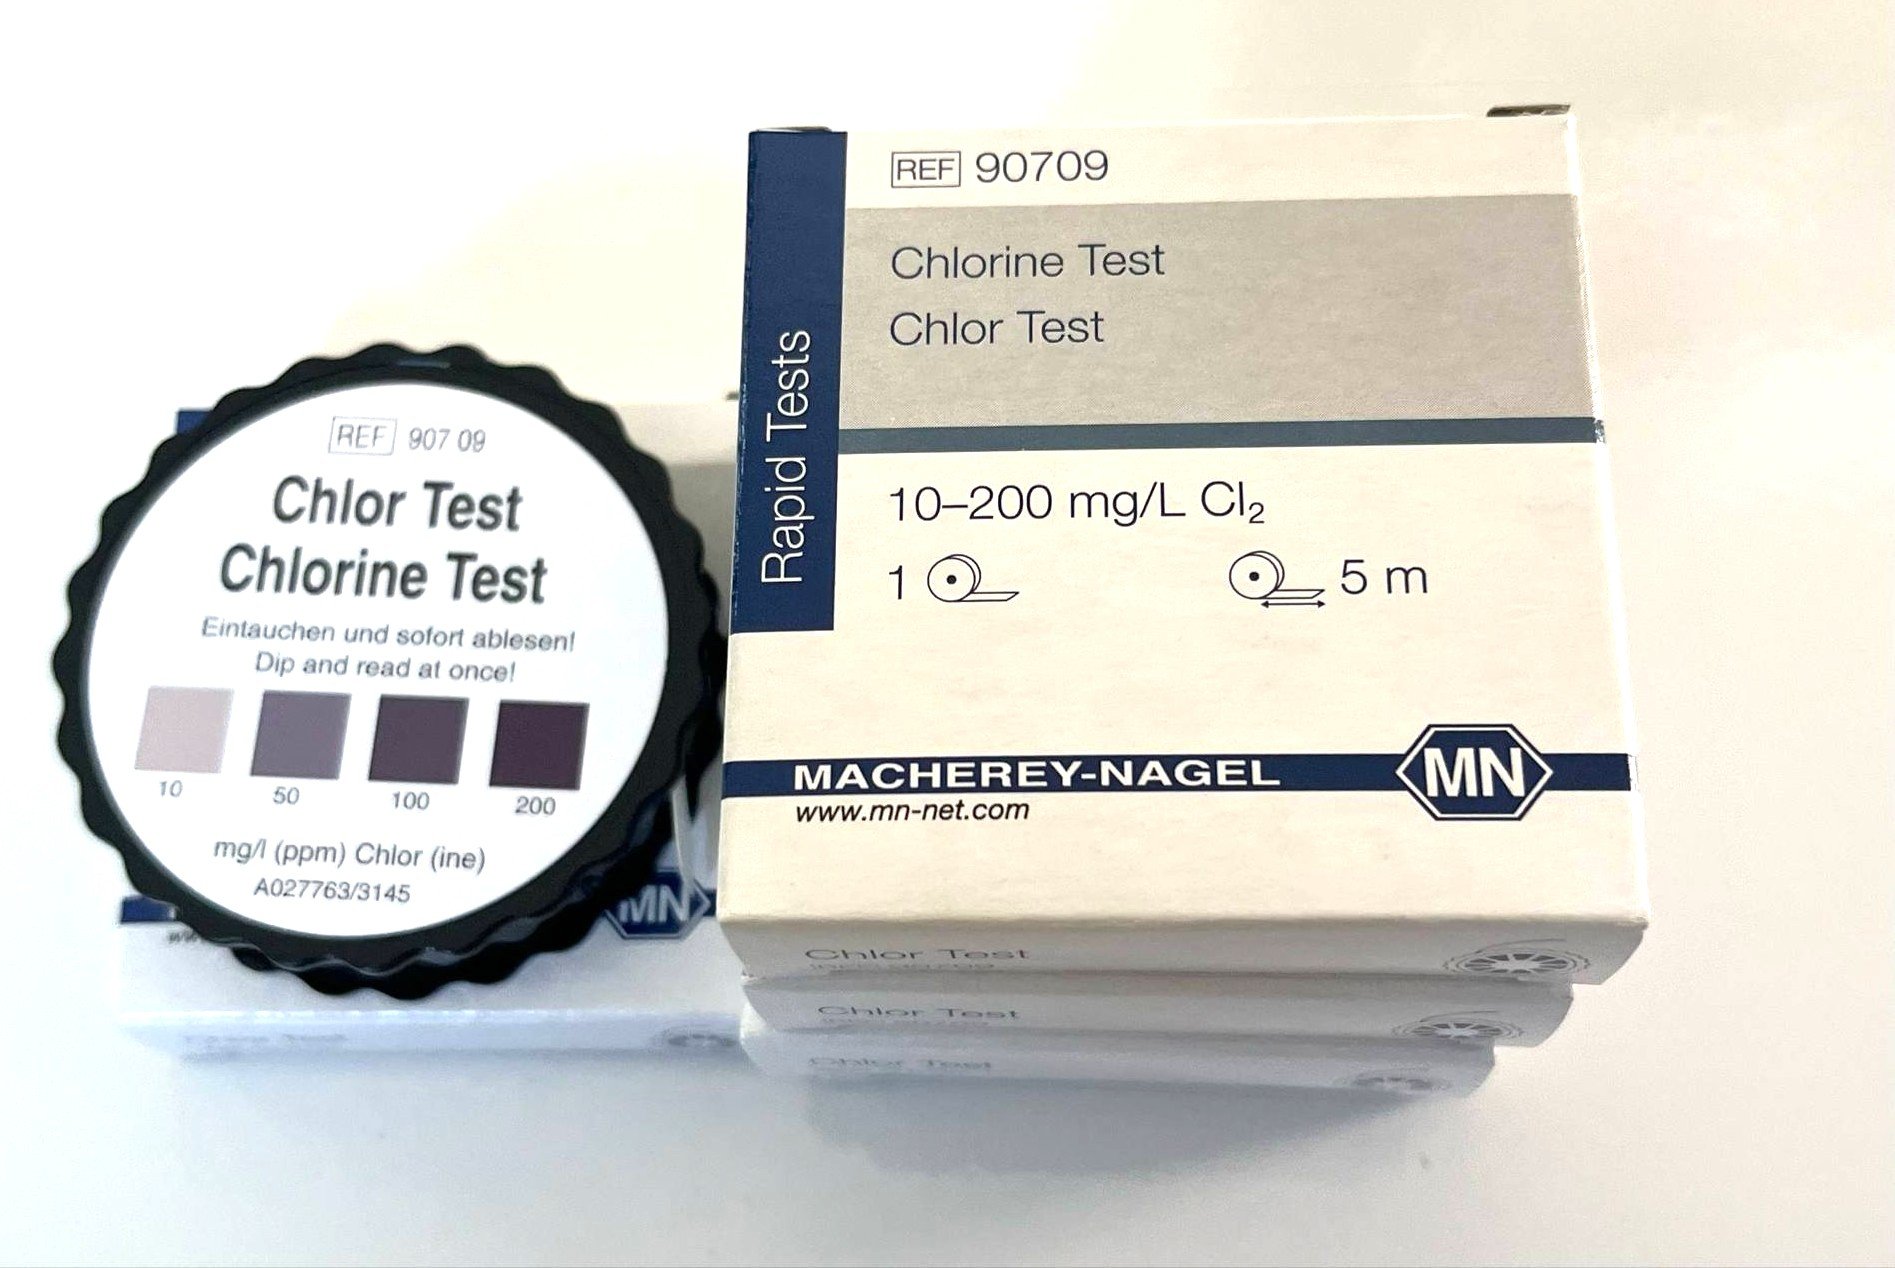 REF 907 09
Chlor Test
Chlorine Test
Eintauchen und sofort ablesen!
Dip and read at once!
10 50 100 200
mg/l (ppm) Chlor (ine)
A027763/3145
MN
Rapid Tests
REF 90709
Chlorine Test
Chlor Test
10–200 mg/L Cl₂
1
5 m
MACHEREY-NAGEL
MN
www.mn-net.com
Chlor Test
Chlor Test
Chlor Test